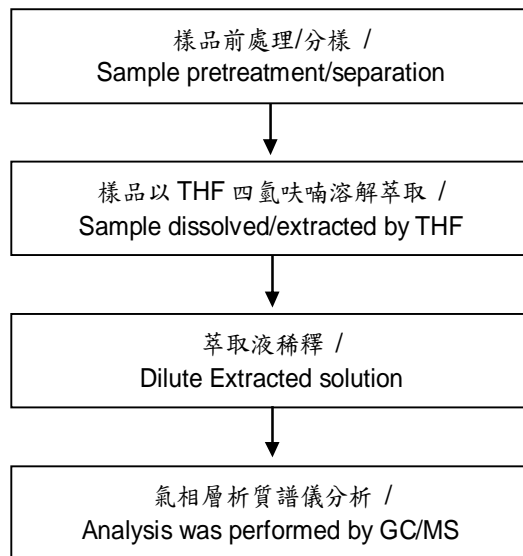 樣品前處理/分樣 /
Sample pretreatment/separation
樣品以 THF 四氫呋喃溶解萃取 /
Sample dissolved/extracted by THF
萃取液稀釋 /
Dilute Extracted solution
氣相層析質譜儀分析 /
Analysis was performed by GC/MS